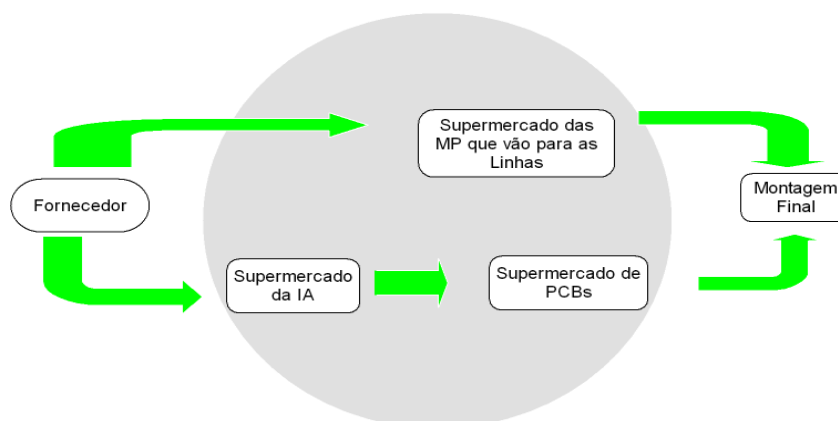 Supermercado das
MP que vão para as
Linhas
Fornecedor
Montagem
Final
Supermercado
da IA
Supermercado de
PCBs